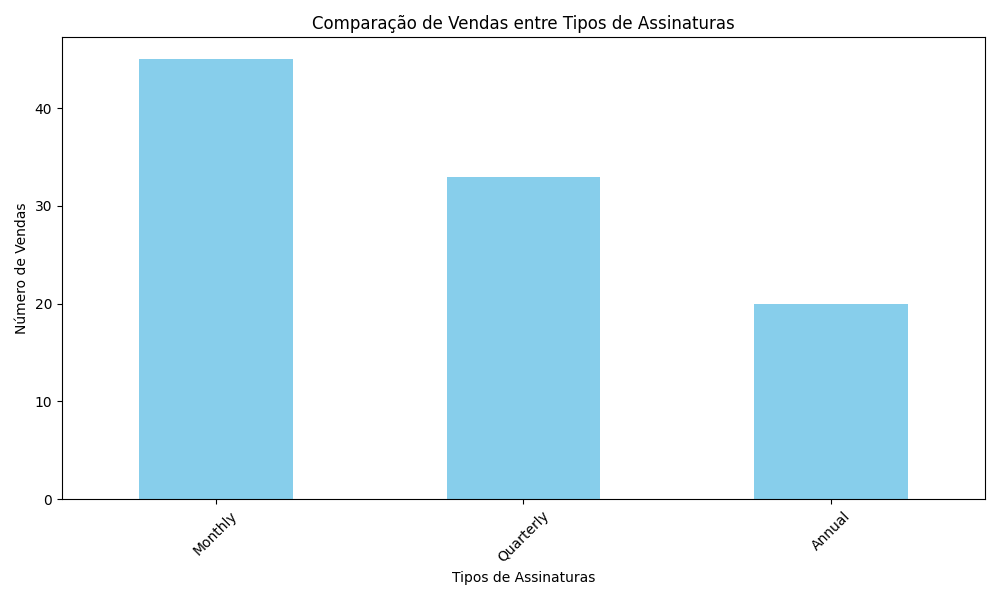 Comparação de Vendas entre Tipos de Assinaturas
Número de Vendas
40
30
20
10
0
Monthly
Quarterly
Annual
Tipos de Assinaturas